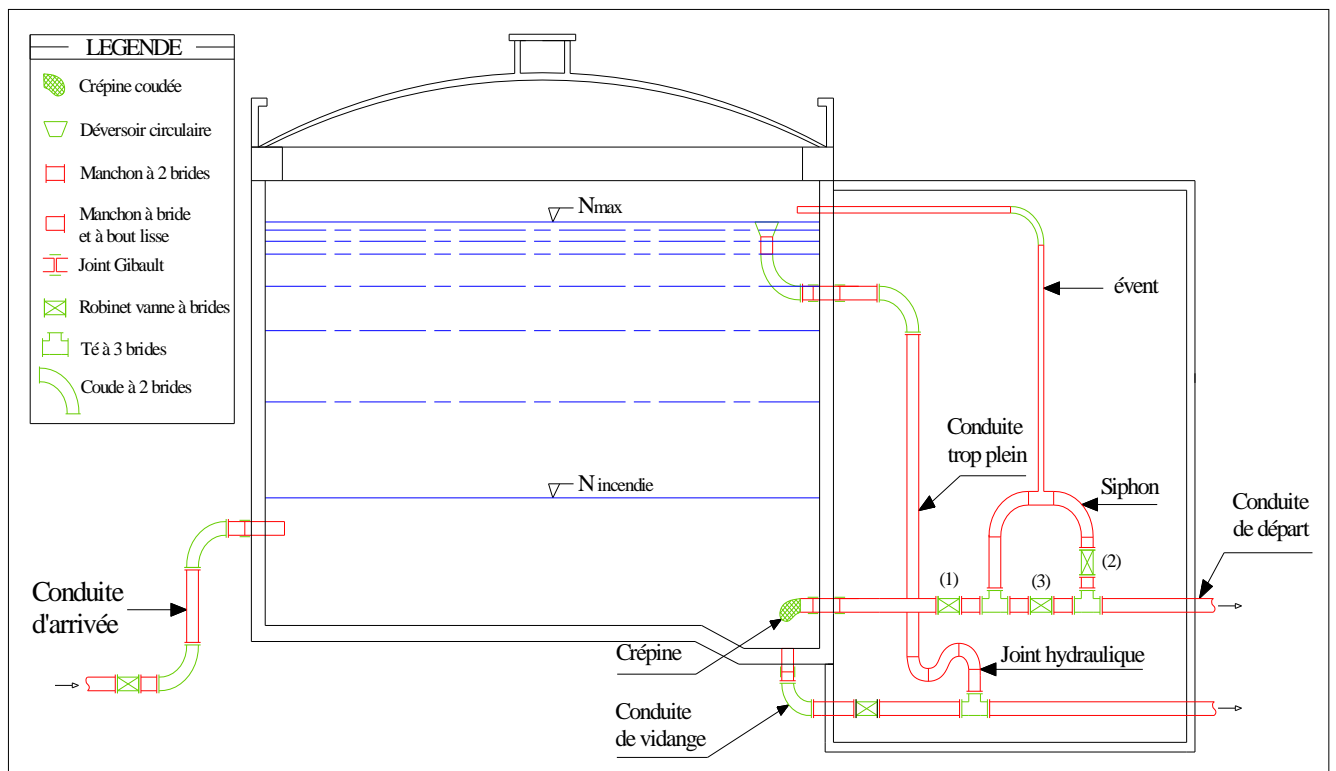 LEGENDE
Crépine coudée
Déversoir circulaire
Manchon à 2 brides
Manchon à bride
et à bout lisse
Joint Gibault
Robinet vanne à brides
Té à 3 brides
Coude à 2 brides
Nmax
évent
Conduite
trop plein
N incendie
Siphon
Conduite
de départ
(2)
(1)
(3)
Conduite
d'arrivée
Crépine
Joint hydraulique
Conduite
de vidange